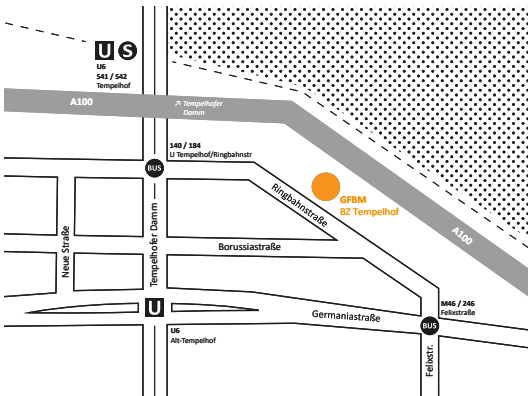 U S
U6
S41 / S42
Tempelhof
A100
↗ Tempelhofer
Damm
140 / 184
U Tempelhof/Ringbahnstr
BUS
GFBM
BZ Tempelhof
Ringbahnstraße
Neue Straße
Tempelhofer Damm
Borussiastraße
A100
U
U6
Alt-Tempelhof
Germaniastraße
M46 / 246
Felixstraße
BUS
Felixstr.